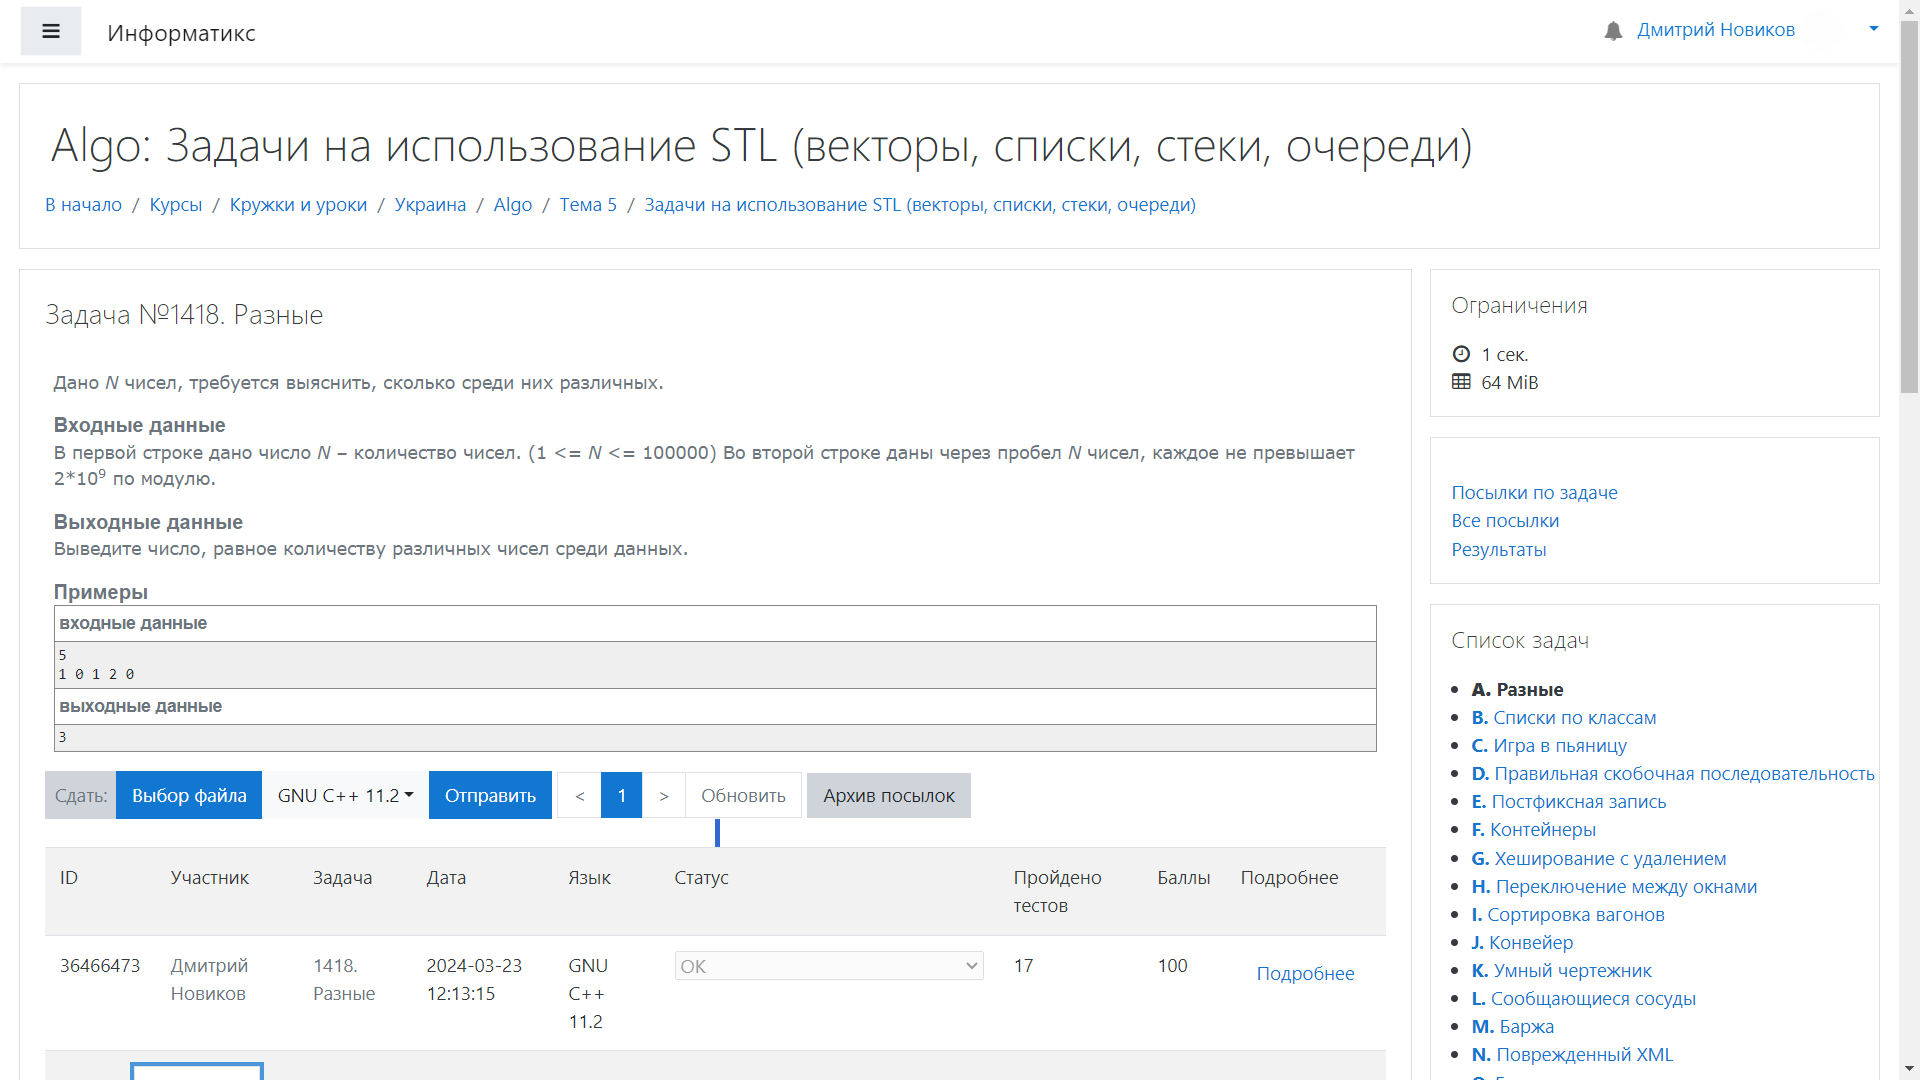 Информатикс
Дмитрий Новиков
Algo: Задачи на использование STL (векторы, списки, стеки, очереди)
В начало / Курсы / Кружки и уроки / Украина / Algo / Тема 5 / Задачи на использование STL (векторы, списки, стеки, очереди)
Задача №1418. Разные
Дано N чисел, требуется выяснить, сколько среди них различных.
Входные данные
В первой строке дано число N – количество чисел. (1 <= N <= 100000) Во второй строке даны через пробел N чисел, каждое не превышает
2*10⁹ по модулю.
Выходные данные
Выведите число, равное количеству различных чисел среди данных.
Примеры
входные данные
5
1 0 1 2 0
выходные данные
3
Сдать: Выбор файла GNU C++ 11.2 Отправить < 1 > Обновить Архив посылок
ID Участник Задача Дата Язык Статус Пройдено тестов Баллы Подробнее
36466473 Дмитрий Новиков 1418. Разные 2024-03-23 12:13:15 GNU C++ 11.2 OK 17 100 Подробнее
Ограничения
1 сек.
64 MiB
Посылки по задаче
Все посылки
Результаты
Список задач
A. Разные
B. Списки по классам
C. Игра в пьяницу
D. Правильная скобочная последовательность
E. Постфиксная запись
F. Контейнеры
G. Хеширование с удалением
H. Переключение между окнами
I. Сортировка вагонов
J. Конвейер
K. Умный чертежник
L. Сообщающиеся сосуды
M. Баржа
N. Поврежденный XML